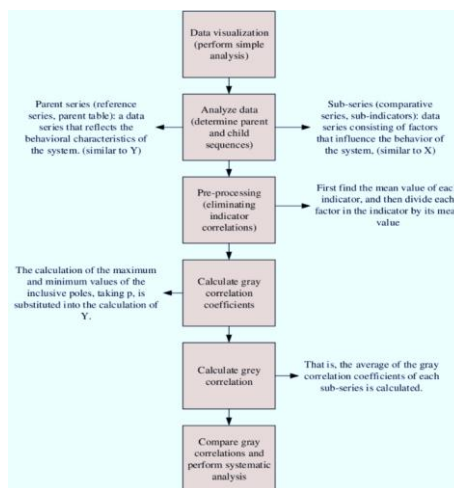 Data visualization
(perform simple
analysis)
Parent series (reference
series, parent table): a data
series that reflects the
behavioral characteristics of
the system. (similar to Y)
Analyze data
(determine parent
and child
sequences)
Sub-series (comparative
series, sub-indicators): data
series consisting of factors
that influence the behavior of
the system, (similar to X)
Pre-processing
(eliminating
indicator
correlations)
First find the mean value of eac
indicator, and then divide each
factor in the indicator by its mea
value
The calculation of the maximum
and minimum values of the
inclusive poles, taking p, is
substituted into the calculation of
Y.
Calculate gray
correlation
coefficients
Calculate grey
correlation
That is, the average of the gray
correlation coefficients of each
sub-series is calculated.
Compare gray
correlations and
perform systematic
analysis